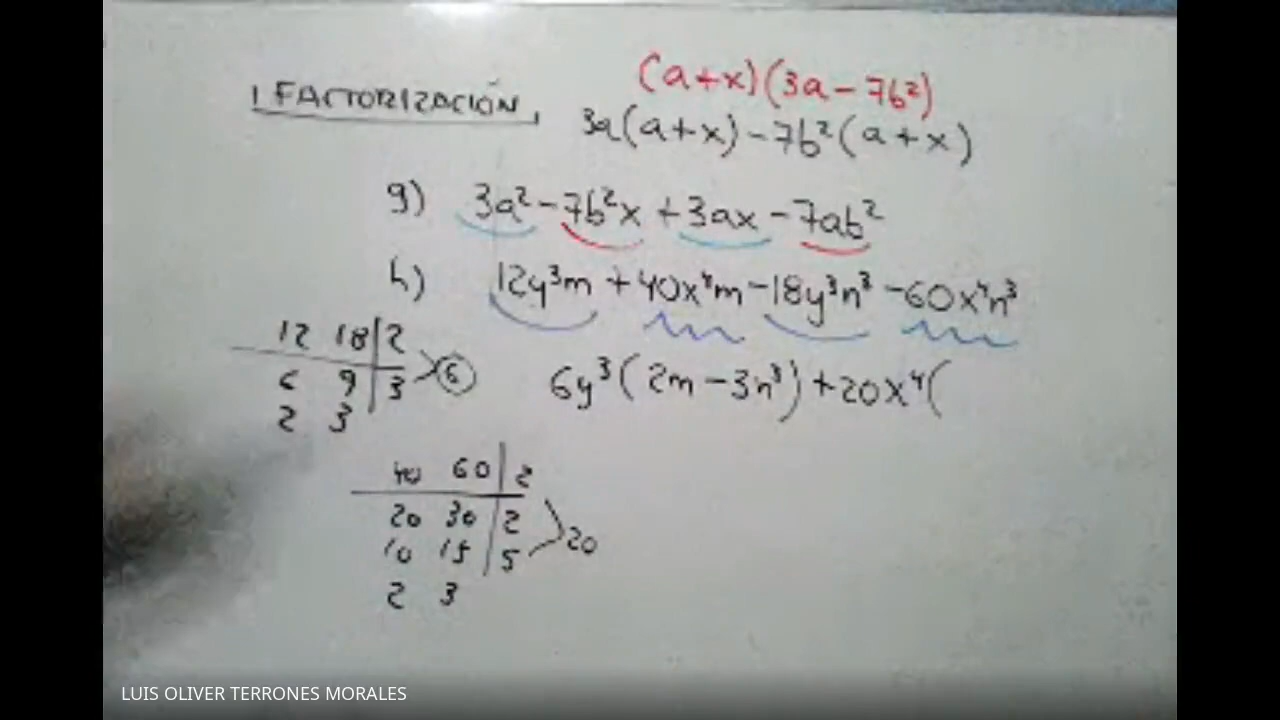 (a+x)(3a-7b²)
1 FACTORIZACIÓN,
3a(a+x)-7b²(a+x)
g) 3a²-7b²x+3ax-7ab²
h) 12y³m+40x⁴m-18y³n³-60x⁴n³
12 18 2
6 9 3 6
2 3
6y³(2m-3n³)+20x⁴(
40 60 2
20 30 2
10 15 5 20
2 3
LUIS OLIVER TERRONES MORALES